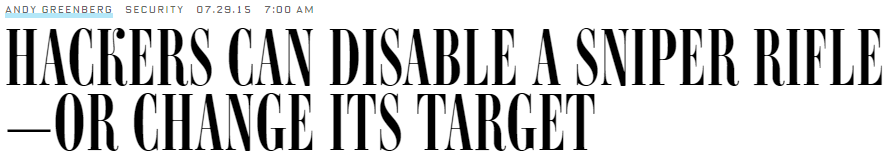 ANDY GREENBERG SECURITY 07.29.15 7:00 AM
HACKERS CAN DISABLE A SNIPER RIFLE
—OR CHANGE ITS TARGET